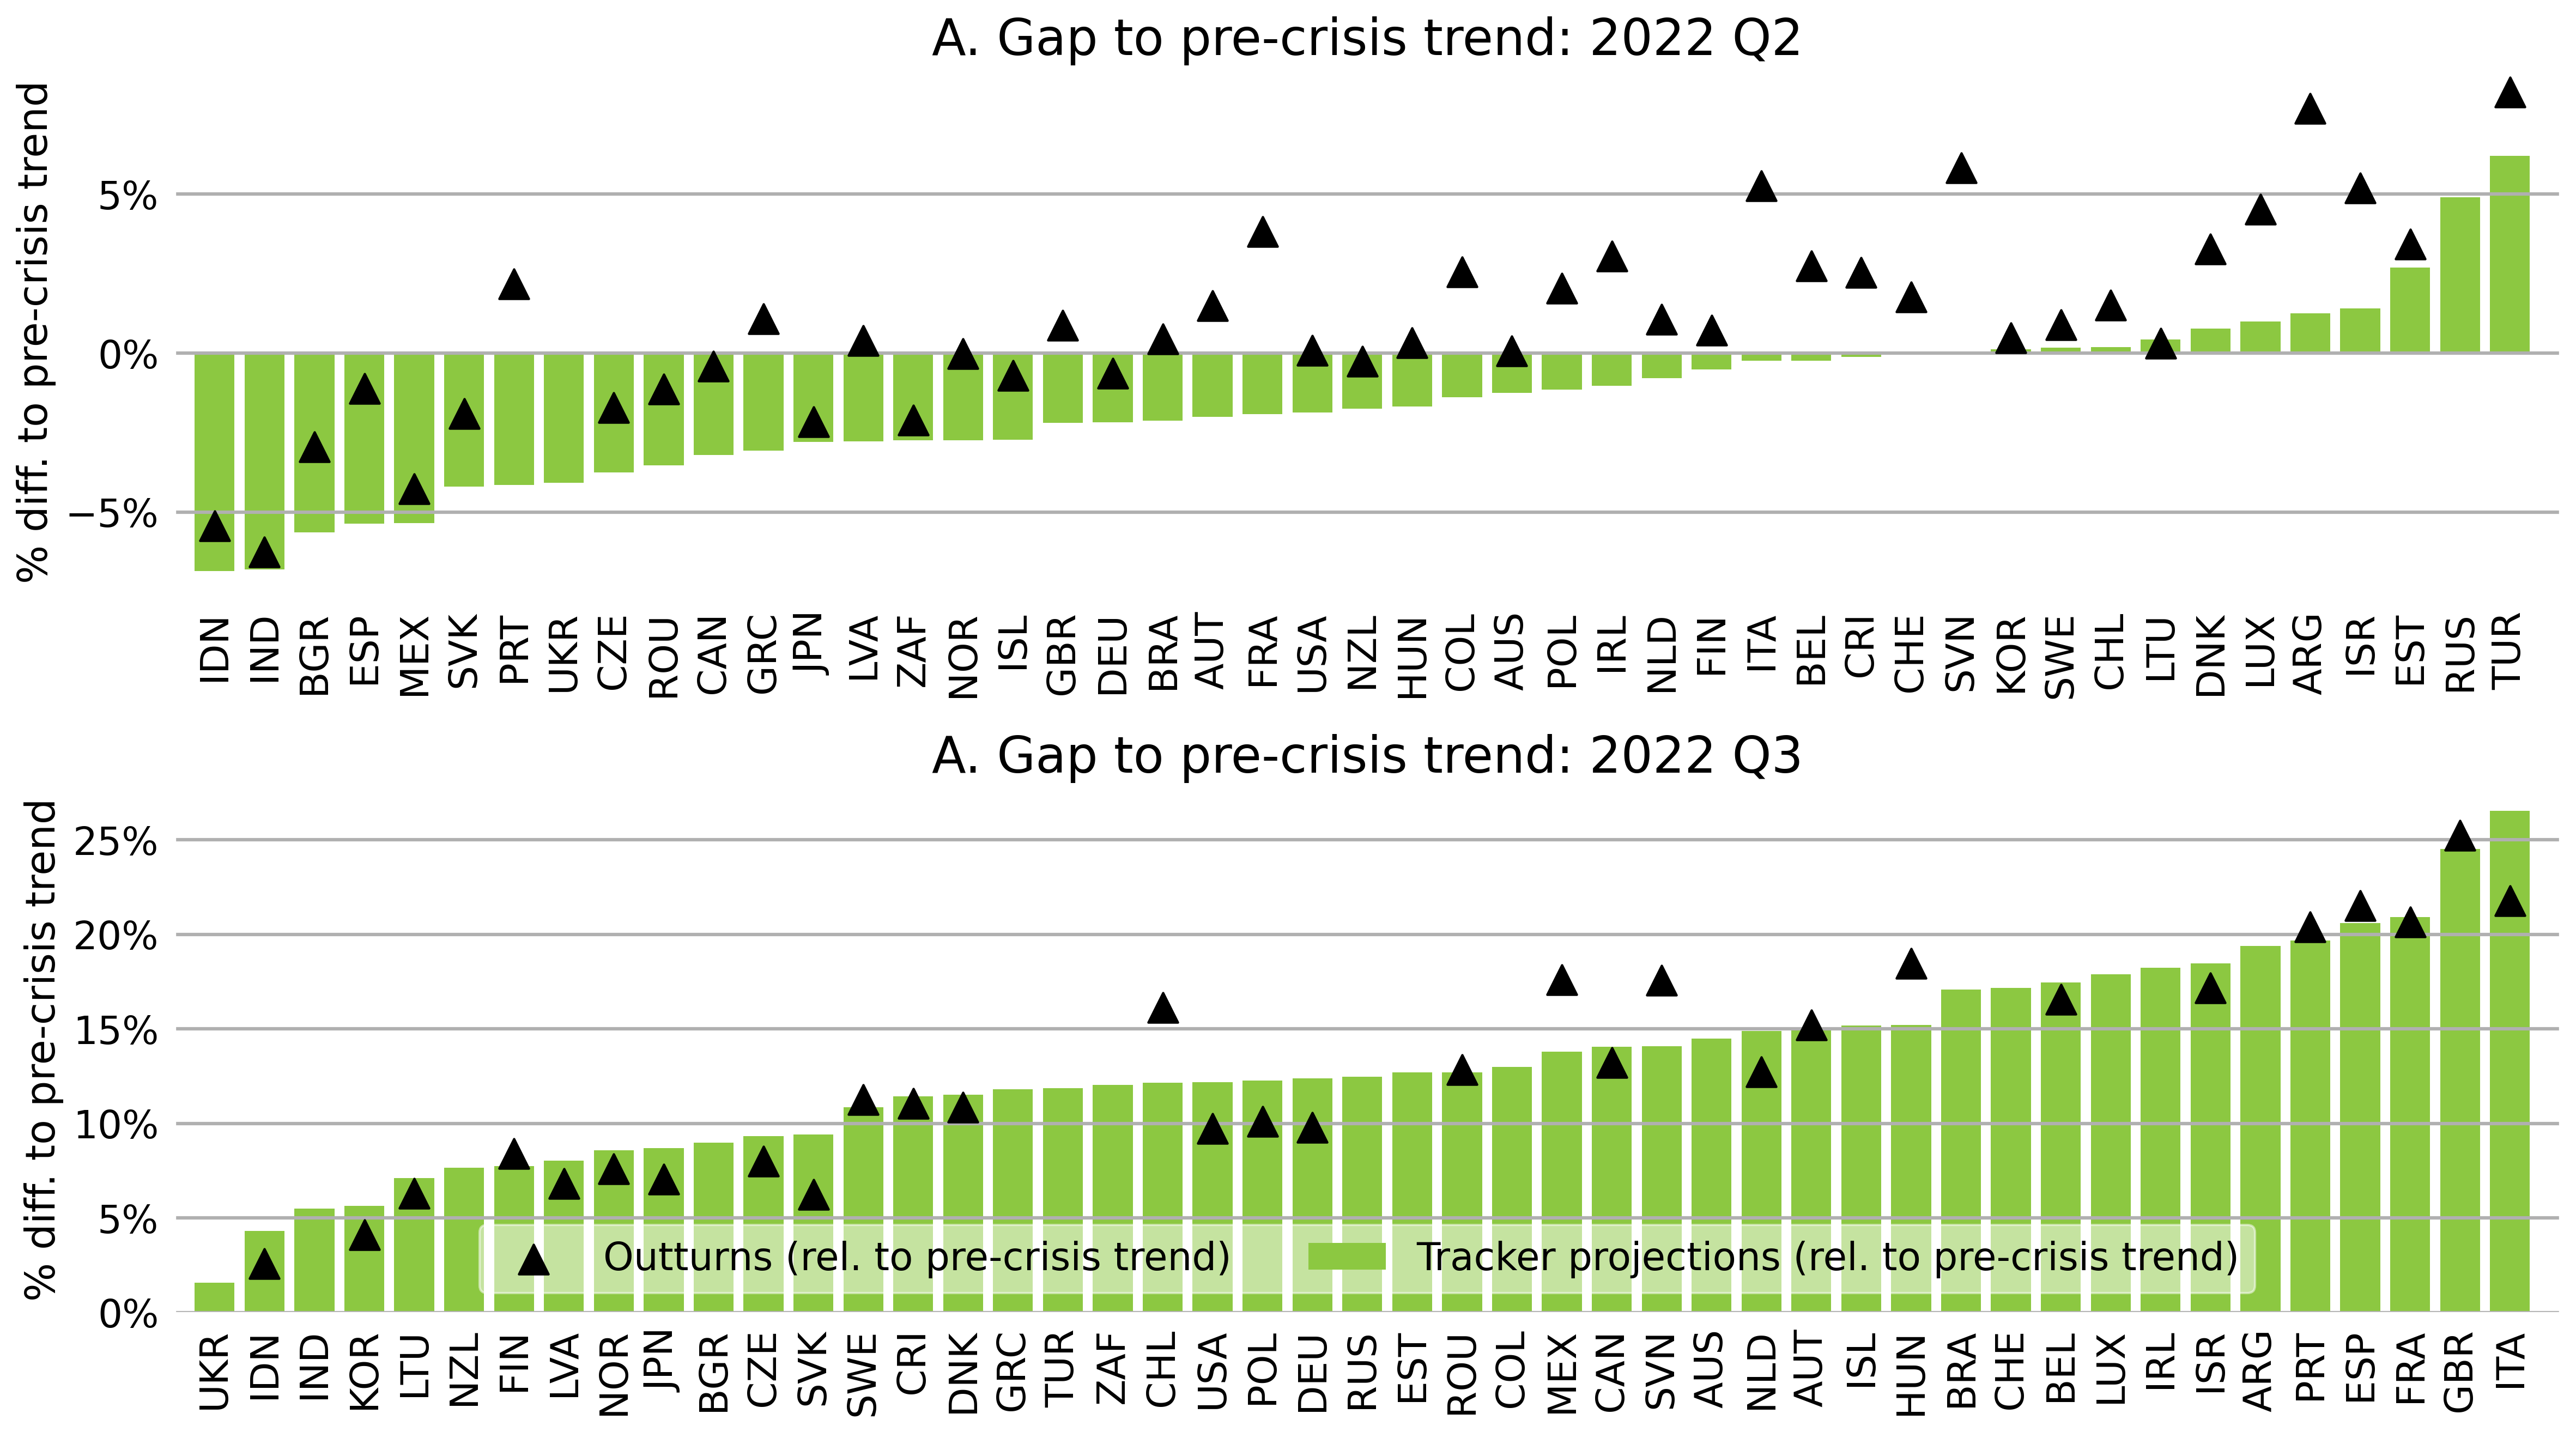 A. Gap to pre-crisis trend: 2022 Q2
% diff. to pre-crisis trend
5%
0%
−5%
IDN IND BGR ESP MEX SVK PRT UKR CZE ROU CAN GRC JPN LVA ZAF NOR ISL GBR DEU BRA AUT FRA USA NZL HUN COL AUS POL IRL NLD FIN ITA BEL CRI CHE SVN KOR SWE CHL LTU DNK LUX ARG ISR EST RUS TUR
A. Gap to pre-crisis trend: 2022 Q3
% diff. to pre-crisis trend
25%
20%
15%
10%
5%
0%
Outturns (rel. to pre-crisis trend) Tracker projections (rel. to pre-crisis trend)
UKR IDN IND KOR LTU NZL FIN LVA NOR JPN BGR CZE SVK SWE CRI DNK GRC TUR ZAF CHL USA POL DEU RUS EST ROU COL MEX CAN SVN AUS NLD AUT ISL HUN BRA CHE BEL LUX IRL ISR ARG PRT ESP FRA GBR ITA